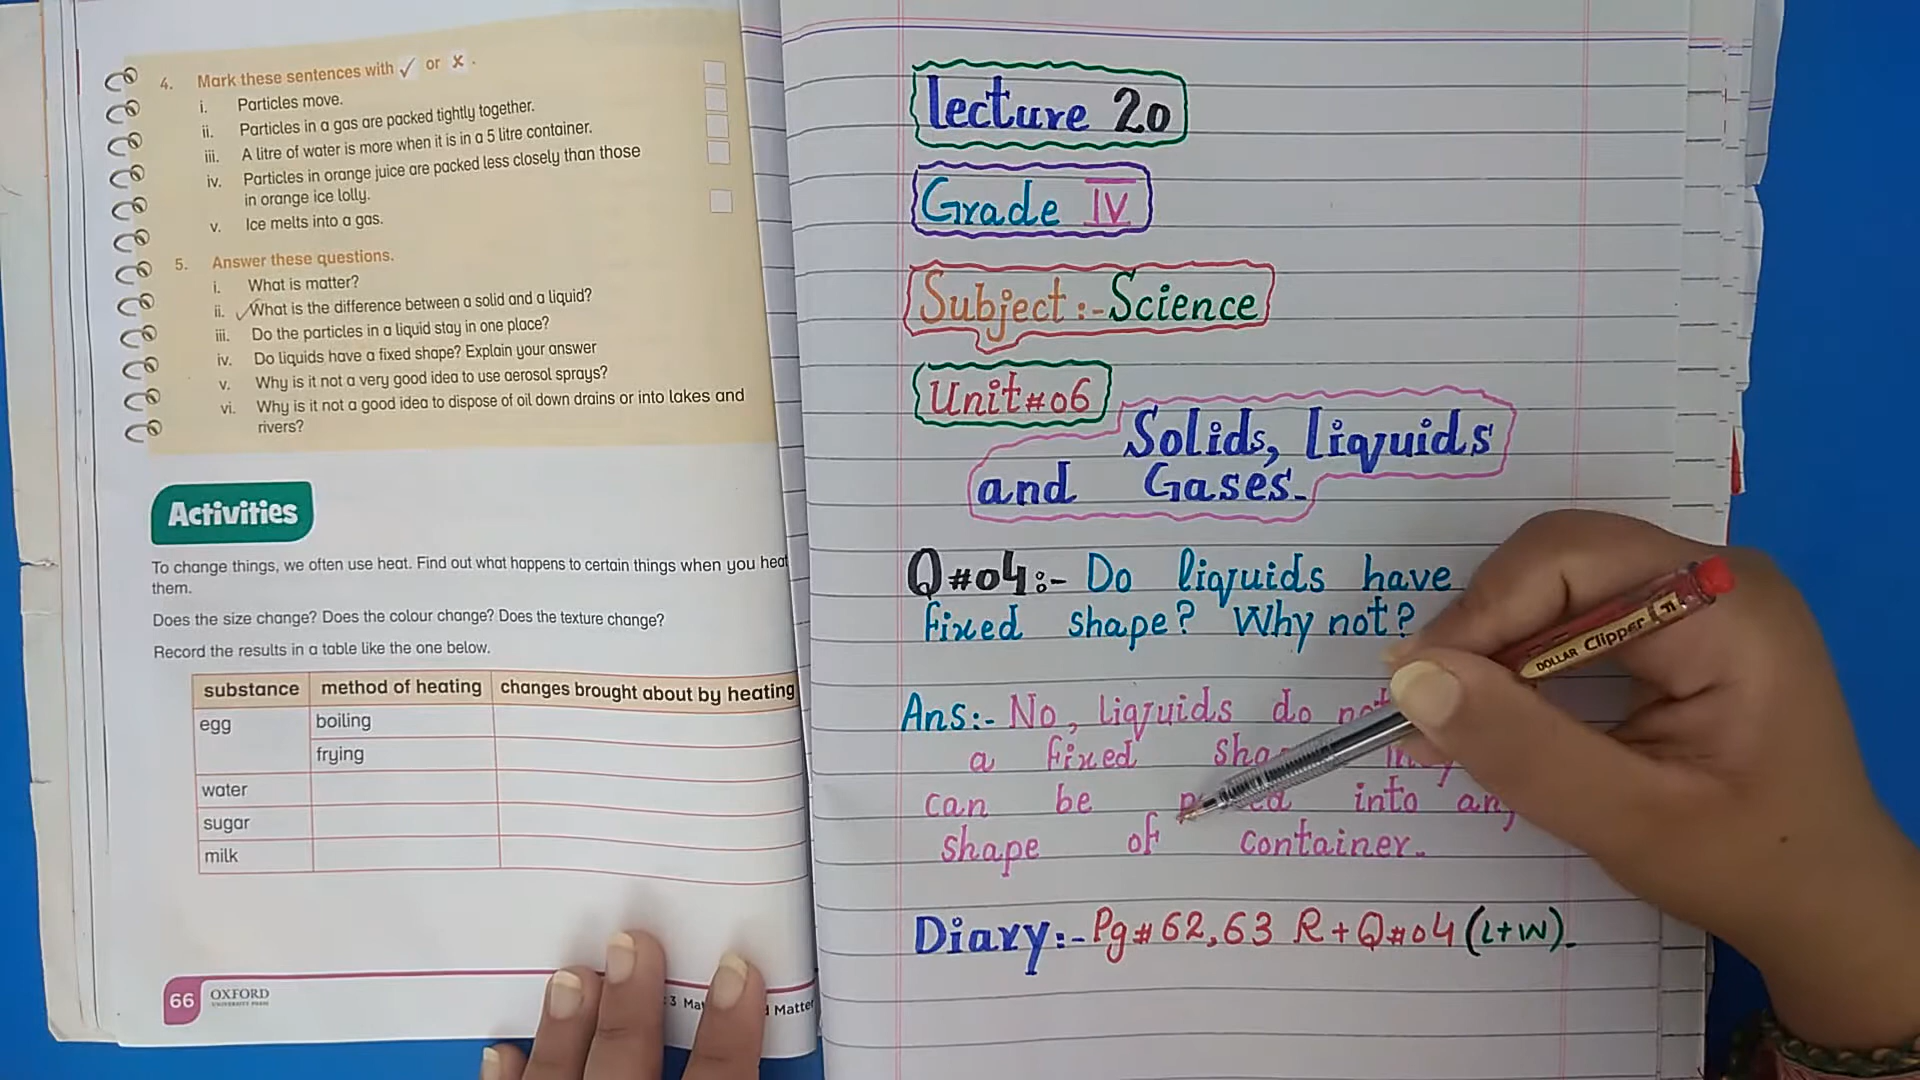 4. Mark these sentences with ✓ or ✗.
i. Particles move.
ii. Particles in a gas are packed tightly together.
iii. A litre of water is more when it is in a 5 litre container.
iv. Particles in orange juice are packed less closely than those
in orange ice lolly.
v. Ice melts into a gas.
5. Answer these questions.
i. What is matter?
ii. What is the difference between a solid and a liquid?
iii. Do the particles in a liquid stay in one place?
iv. Do liquids have a fixed shape? Explain your answer
v. Why is it not a very good idea to use aerosol sprays?
vi. Why is it not a good idea to dispose of oil down drains or into lakes and
rivers?
Activities
To change things, we often use heat. Find out what happens to certain things when you heat
them.
Does the size change? Does the colour change? Does the texture change?
Record the results in a table like the one below.
substance method of heating changes brought about by heating
egg boiling
frying
water
sugar
milk
66 OXFORD
UNIVERSITY PRESS
3 Matter
lecture 20
Grade IV
Subject :- Science
Unit#06
Solids, liquids
and Gases.
Q#04:- Do liquids have
fixed shape? Why not?
Ans:- No, liquids do not
a fixed
can be into any
shape of container.
Diary:- Pg# 62,63 R+Q#04 (L+W).
DOLLAR Clipper